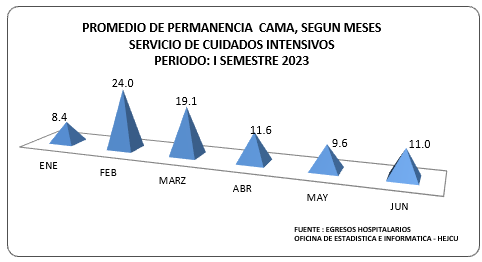 PROMEDIO DE PERMANENCIA CAMA, SEGUN MESES
SERVICIO DE CUIDADOS INTENSIVOS
PERIODO: I SEMESTRE 2023
8.4
24.0
19.1
11.6
9.6
11.0
ENE
FEB
MARZ
ABR
MAY
JUN
FUENTE : EGRESOS HOSPITALARIOS
OFICINA DE ESTADISTICA E INFORMATICA - HEJCU